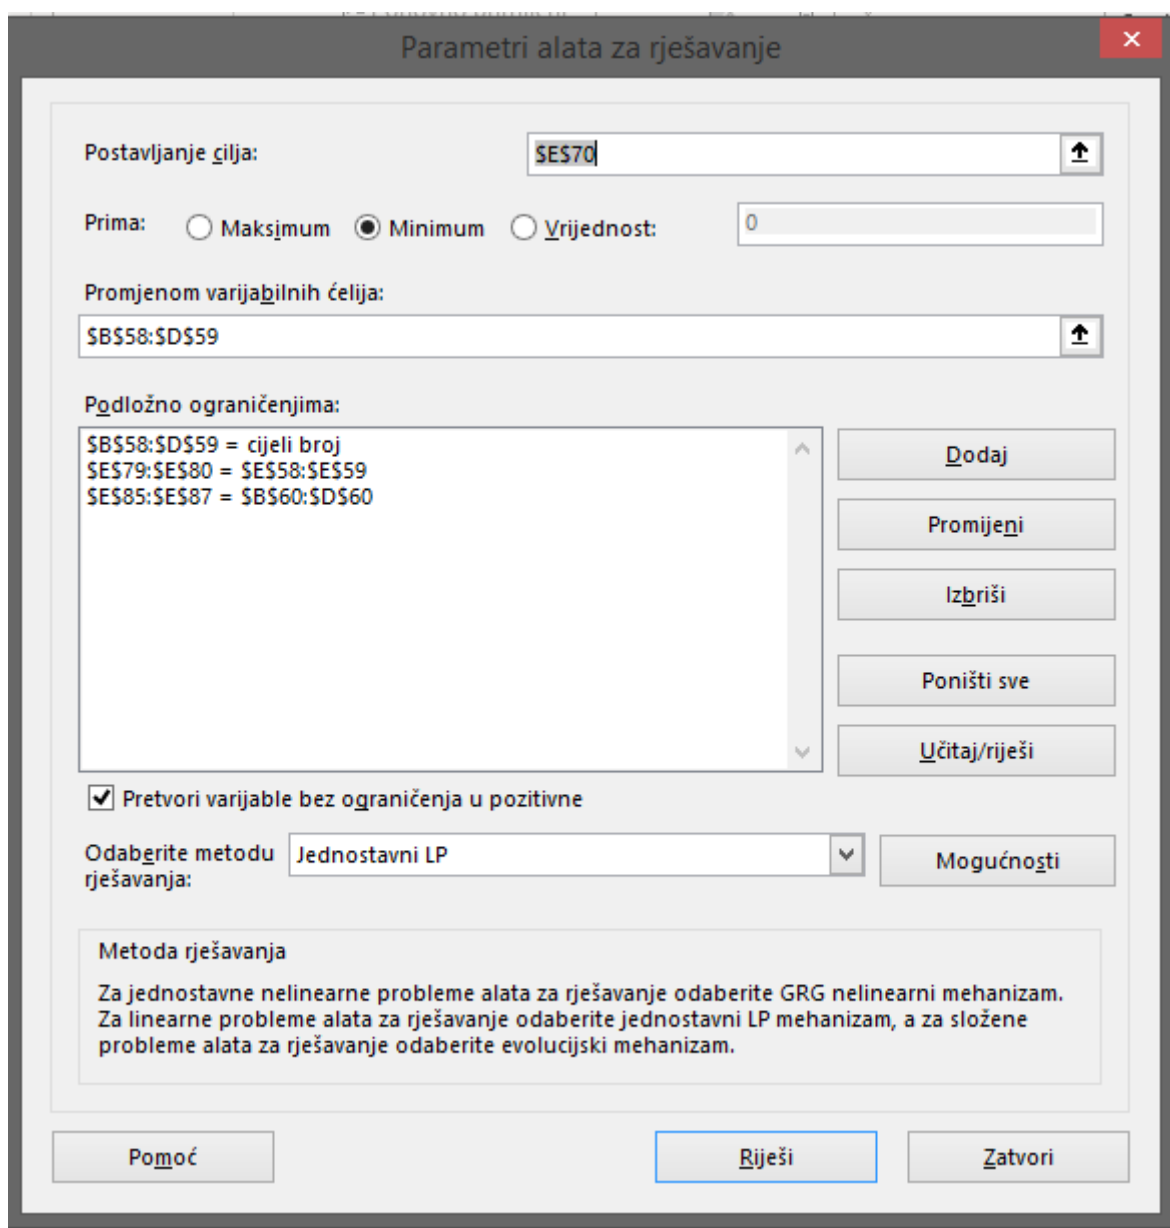 Parametri alata za rješavanje
Postavljanje cilja:
$E$70
Prima:
Maksimum
Minimum
Vrijednost:
0
Promjenom varijabilnih ćelija:
$B$58:$D$59
Podložno ograničenjima:
$B$58:$D$59 = cijeli broj
$E$79:$E$80 = $E$58:$E$59
$E$85:$E$87 = $B$60:$D$60
Dodaj
Promijeni
Izbriši
Poništi sve
Učitaj/riješi
Pretvori varijable bez ograničenja u pozitivne
Odaberite metodu
rješavanja:
Jednostavni LP
Mogućnosti
Metoda rješavanja
Za jednostavne nelinearne probleme alata za rješavanje odaberite GRG nelinearni mehanizam.
Za linearne probleme alata za rješavanje odaberite jednostavni LP mehanizam, a za složene
probleme alata za rješavanje odaberite evolucijski mehanizam.
Pomoć
Riješi
Zatvori